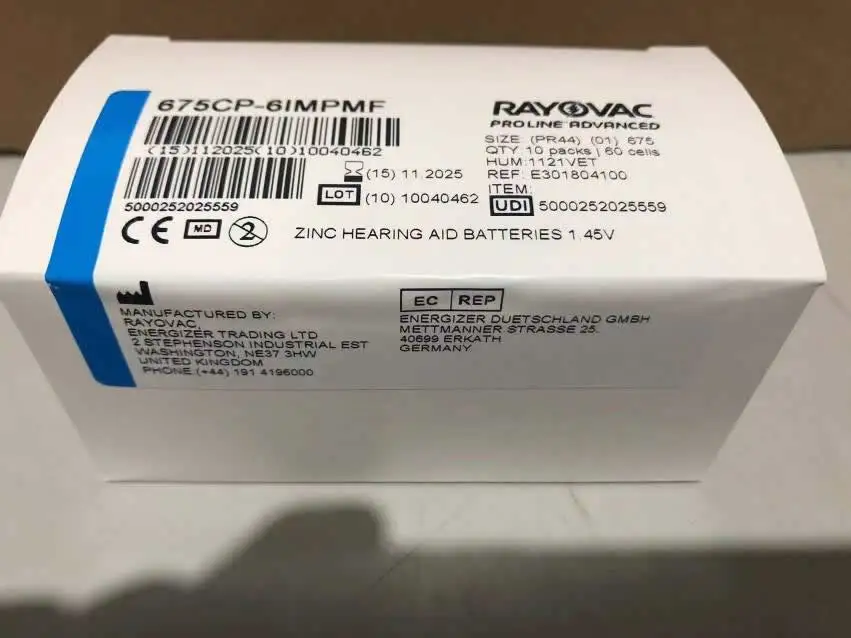 675CP-6IMPMF
(15)112025(10)10040462
5000252025559
(15) 11.2025
LOT (10) 10040462
MD
2
ZINC HEARING AID BATTERIES 1.45V
RAYOVAC
PROLINE ADVANCED
SIZE: (PR44) (01) 675
QTY 10 packs | 60 cells
HUM:1121VET
REF: E301804100
ITEM:
UDI 5000252025559
MANUFACTURED BY:
RAYOVAC,
ENERGIZER TRADING LTD
2 STEPHENSON INDUSTRIAL EST
WASHINGTON, NE37 3HW
UNITED KINGDOM
PHONE:(+44) 191 4196000
EC REP
ENERGIZER DUETSCHLAND GMBH
METTMANNER STRASSE 25.
40699 ERKATH
GERMANY